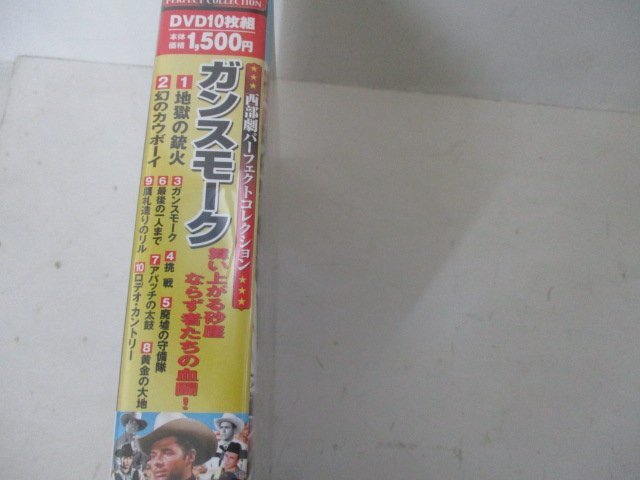 PERFECT COLLECTION
DVD10枚組
本体価格 1,500円
★★★ 西部劇パーフェクトコレクション ★★★
ガンスモーク
舞い上がる砂塵
ならず者たちの血闘!
1 地獄の銃火
2 幻のカウボーイ
3 ガンスモーク
4 挑戦
5 廃墟の守備隊
6 最後の一人まで
7 アパッチの太鼓
8 黄金の大地
9 贋札造りのリル
10 ロデオ・カントリー